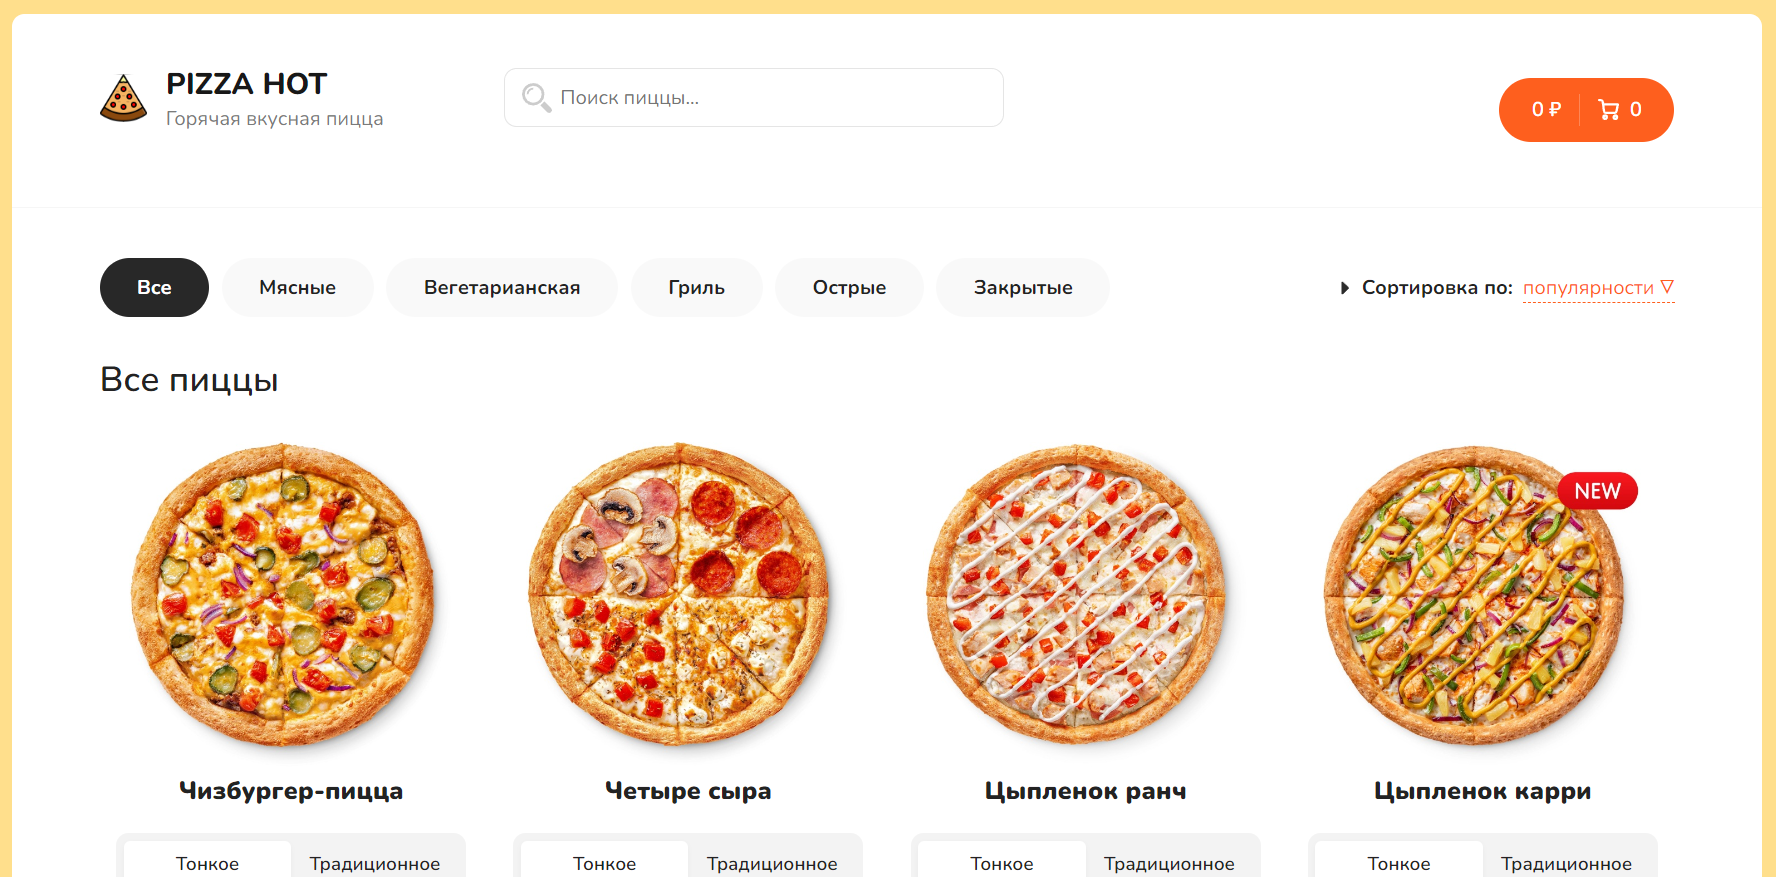 PIZZA HOT
Горячая вкусная пицца
Поиск пиццы...
0 ₽ 0
Все Мясные Вегетарианская Гриль Острые Закрытые Сортировка по: популярности
Все пиццы
NEW
Чизбургер-пицца Четыре сыра Цыпленок ранч Цыпленок карри
Тонкое Традиционное Тонкое Традиционное Тонкое Традиционное Тонкое Традиционное